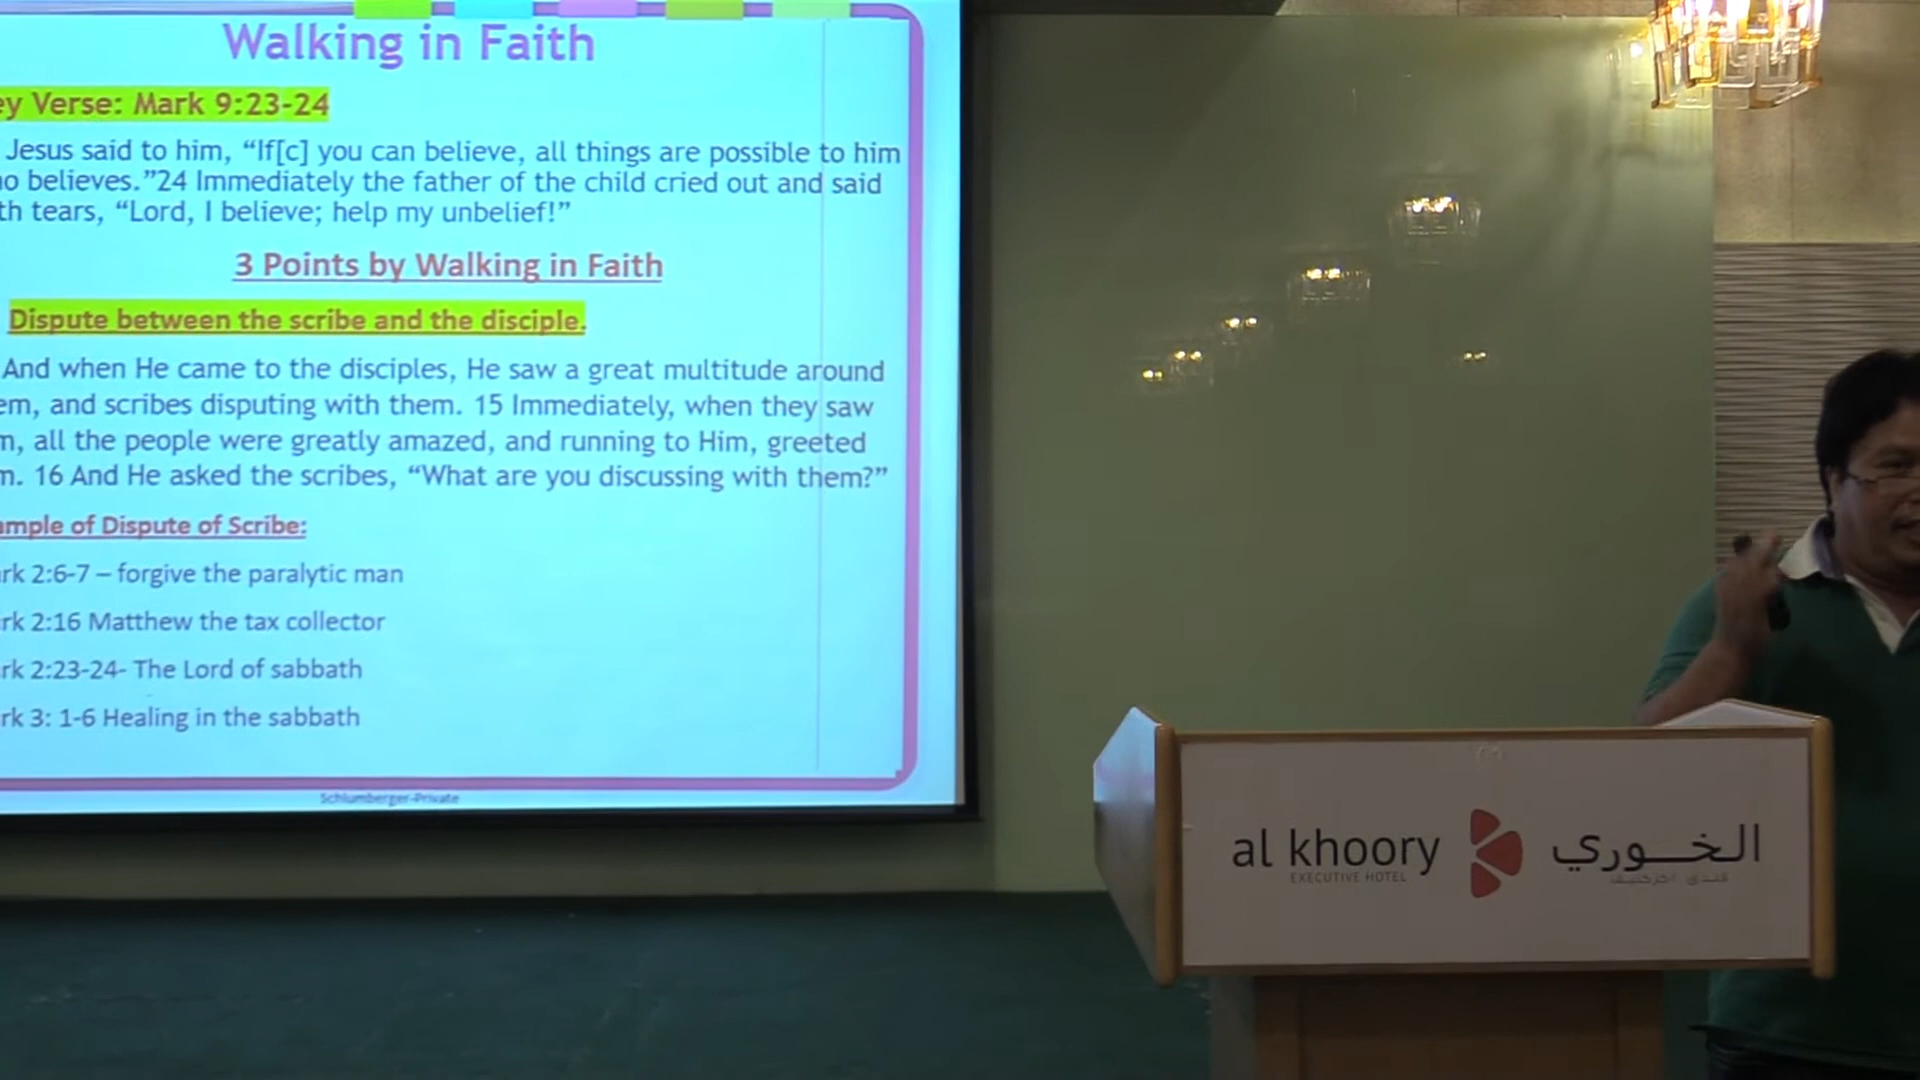 Walking in Faith
ey Verse: Mark 9:23-24
Jesus said to him, “If[c] you can believe, all things are possible to him
o believes.”24 Immediately the father of the child cried out and said
th tears, “Lord, I believe; help my unbelief!”
3 Points by Walking in Faith
Dispute between the scribe and the disciple.
And when He came to the disciples, He saw a great multitude around
em, and scribes disputing with them. 15 Immediately, when they saw
m, all the people were greatly amazed, and running to Him, greeted
m. 16 And He asked the scribes, “What are you discussing with them?”
ample of Dispute of Scribe:
rk 2:6-7 – forgive the paralytic man
rk 2:16 Matthew the tax collector
rk 2:23-24- The Lord of sabbath
rk 3: 1-6 Healing in the sabbath
Schlumberger-Private
al khoory الخوري
EXECUTIVE HOTEL